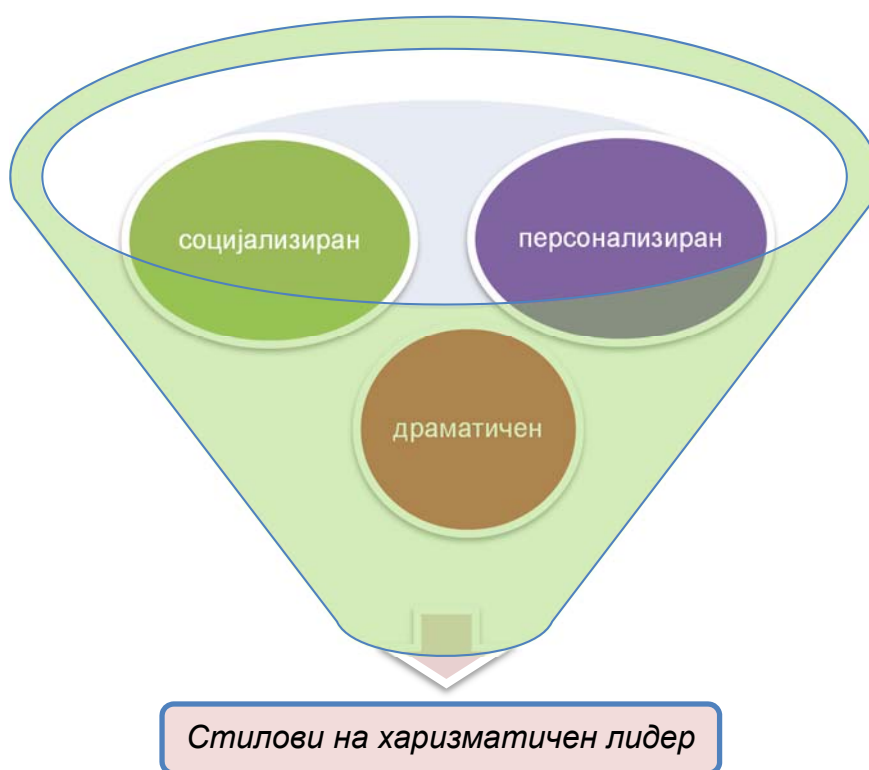 социјализиран
персонализиран
драматичен
Стилови на харизматичен лидер